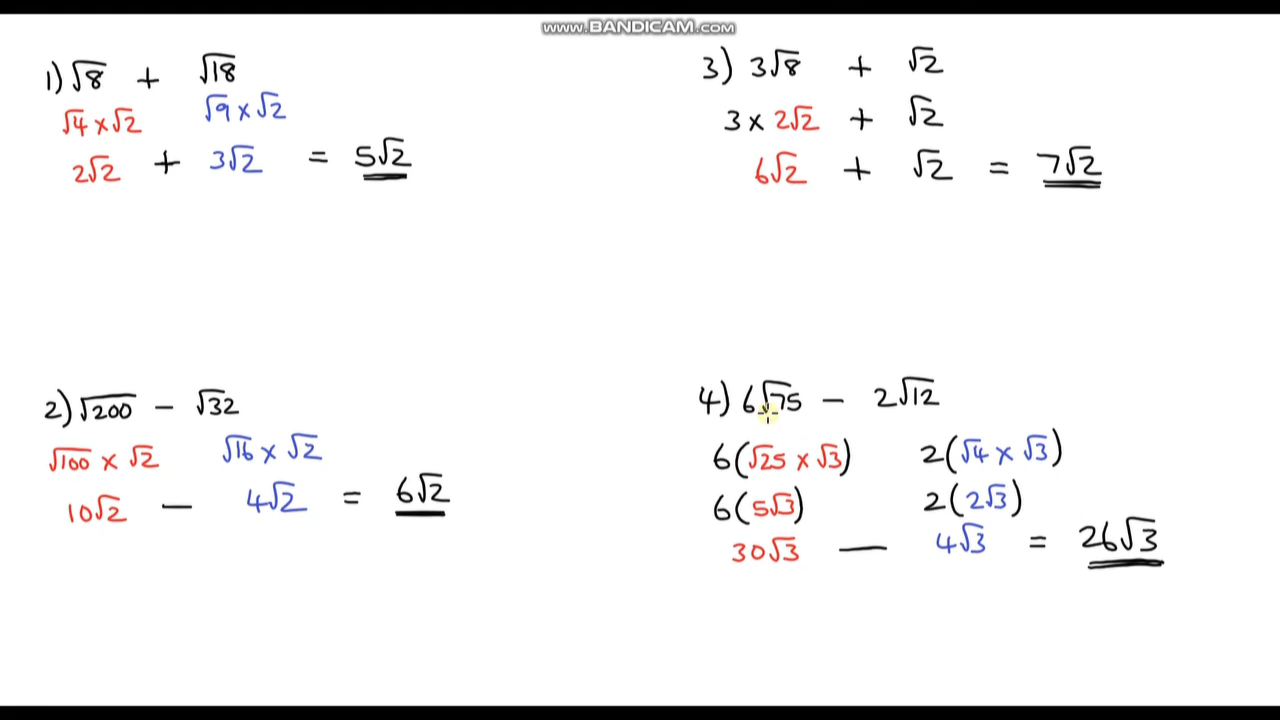 www.BANDICAM.com
1) √8 + √18
√4 × √2 √9 × √2
2√2 + 3√2 = 5√2
3) 3√8 + √2
3 × 2√2 + √2
6√2 + √2 = 7√2
2) √200 − √32
√100 × √2 √16 × √2
10√2 − 4√2 = 6√2
4) 6√75 − 2√12
6(√25 × √3) 2(√4 × √3)
6(5√3) 2(2√3)
30√3 − 4√3 = 26√3